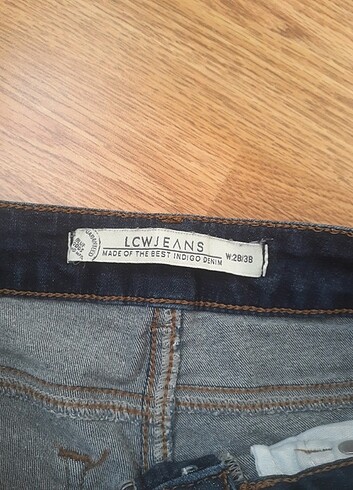 LCWJEANS
MADE OF THE BEST INDIGO DENIM
W:28/38